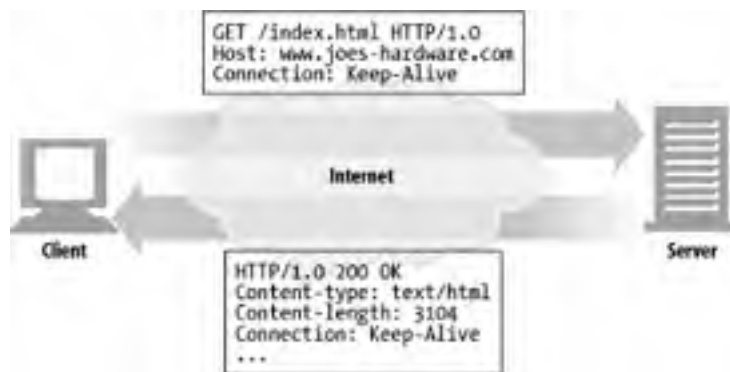 GET /index.html HTTP/1.0
Host: www.joes-hardware.com
Connection: Keep-Alive
Internet
Client
Server
HTTP/1.0 200 OK
Content-type: text/html
Content-length: 3104
Connection: Keep-Alive
...